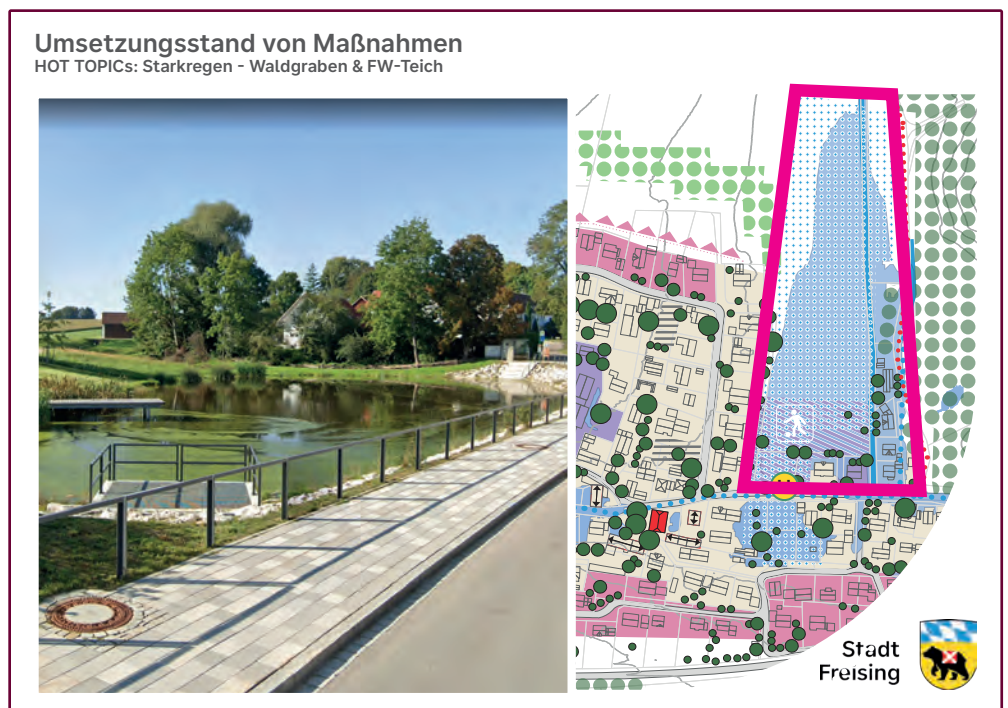 Umsetzungsstand von Maßnahmen
HOT TOPICs: Starkregen - Waldgraben & FW-Teich
Stadt
Freising